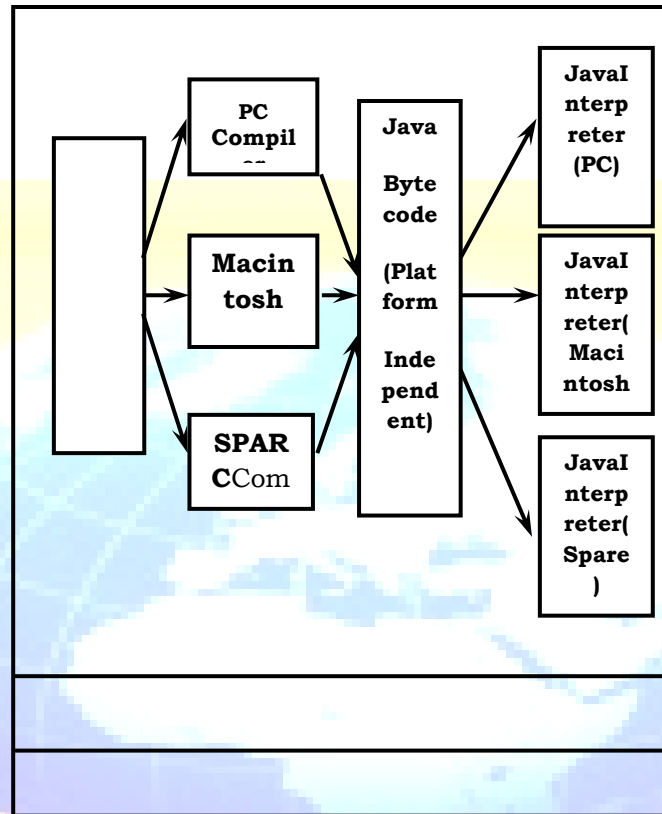 PC
Compil
Macin
tosh
SPAR
CCom
Java
Byte
code
(Plat
form
Inde
pend
ent)
JavaI
nterp
reter
(PC)
JavaI
nterp
reter(
Maci
ntosh
JavaI
nterp
reter(
Spare
)